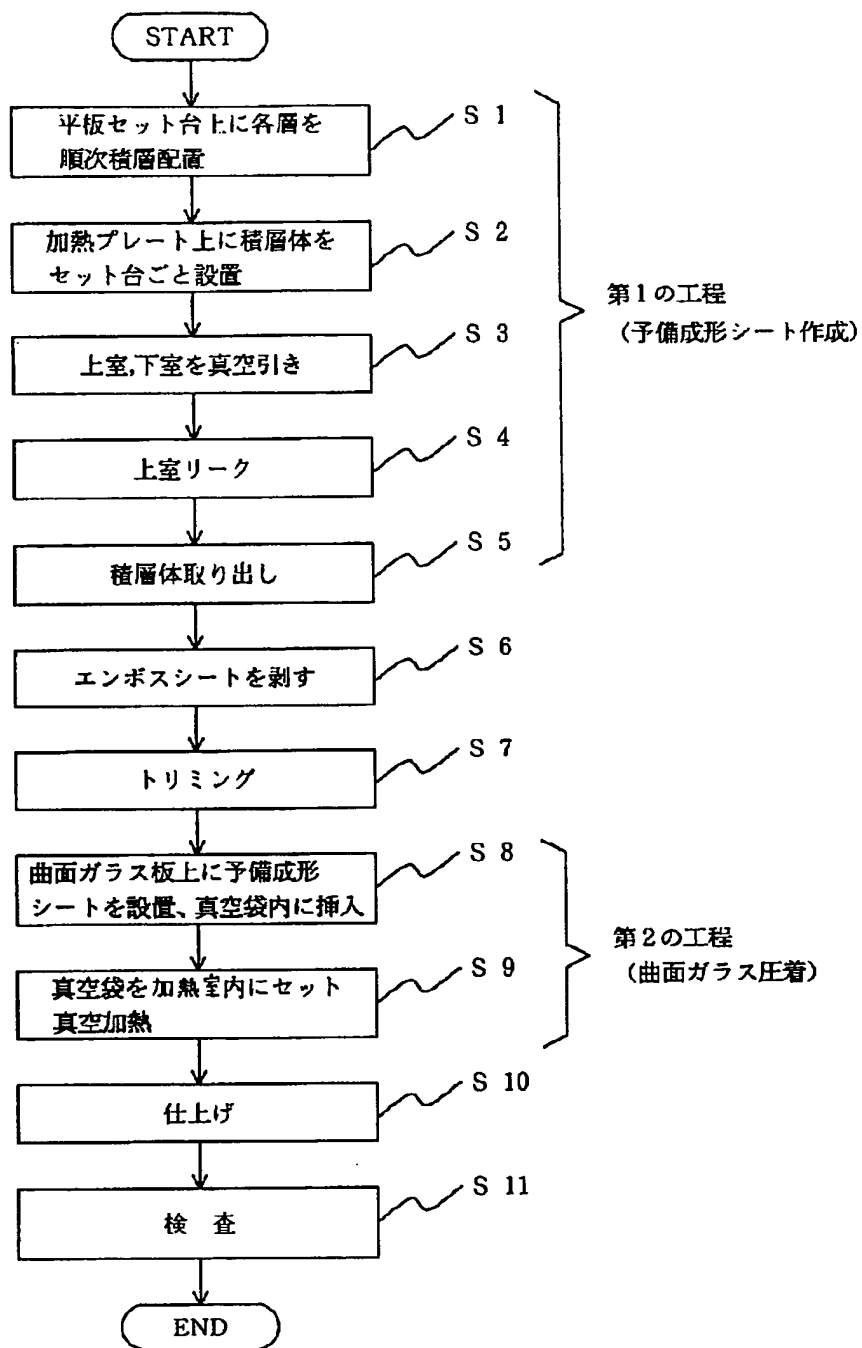 START
平板セット台上に各層を
順次積層配置
S 1
加熱プレート上に積層体を
セット台ごと設置
S 2
上室,下室を真空引き
S 3
上室リーク
S 4
積層体取り出し
S 5
第1の工程
(予備成形シート作成)
エンボスシートを剥す
S 6
トリミング
S 7
曲面ガラス板上に予備成形
シートを設置、真空袋内に挿入
S 8
真空袋を加熱室内にセット
真空加熱
S 9
第2の工程
(曲面ガラス圧着)
仕上げ
S 10
検 査
S 11
END